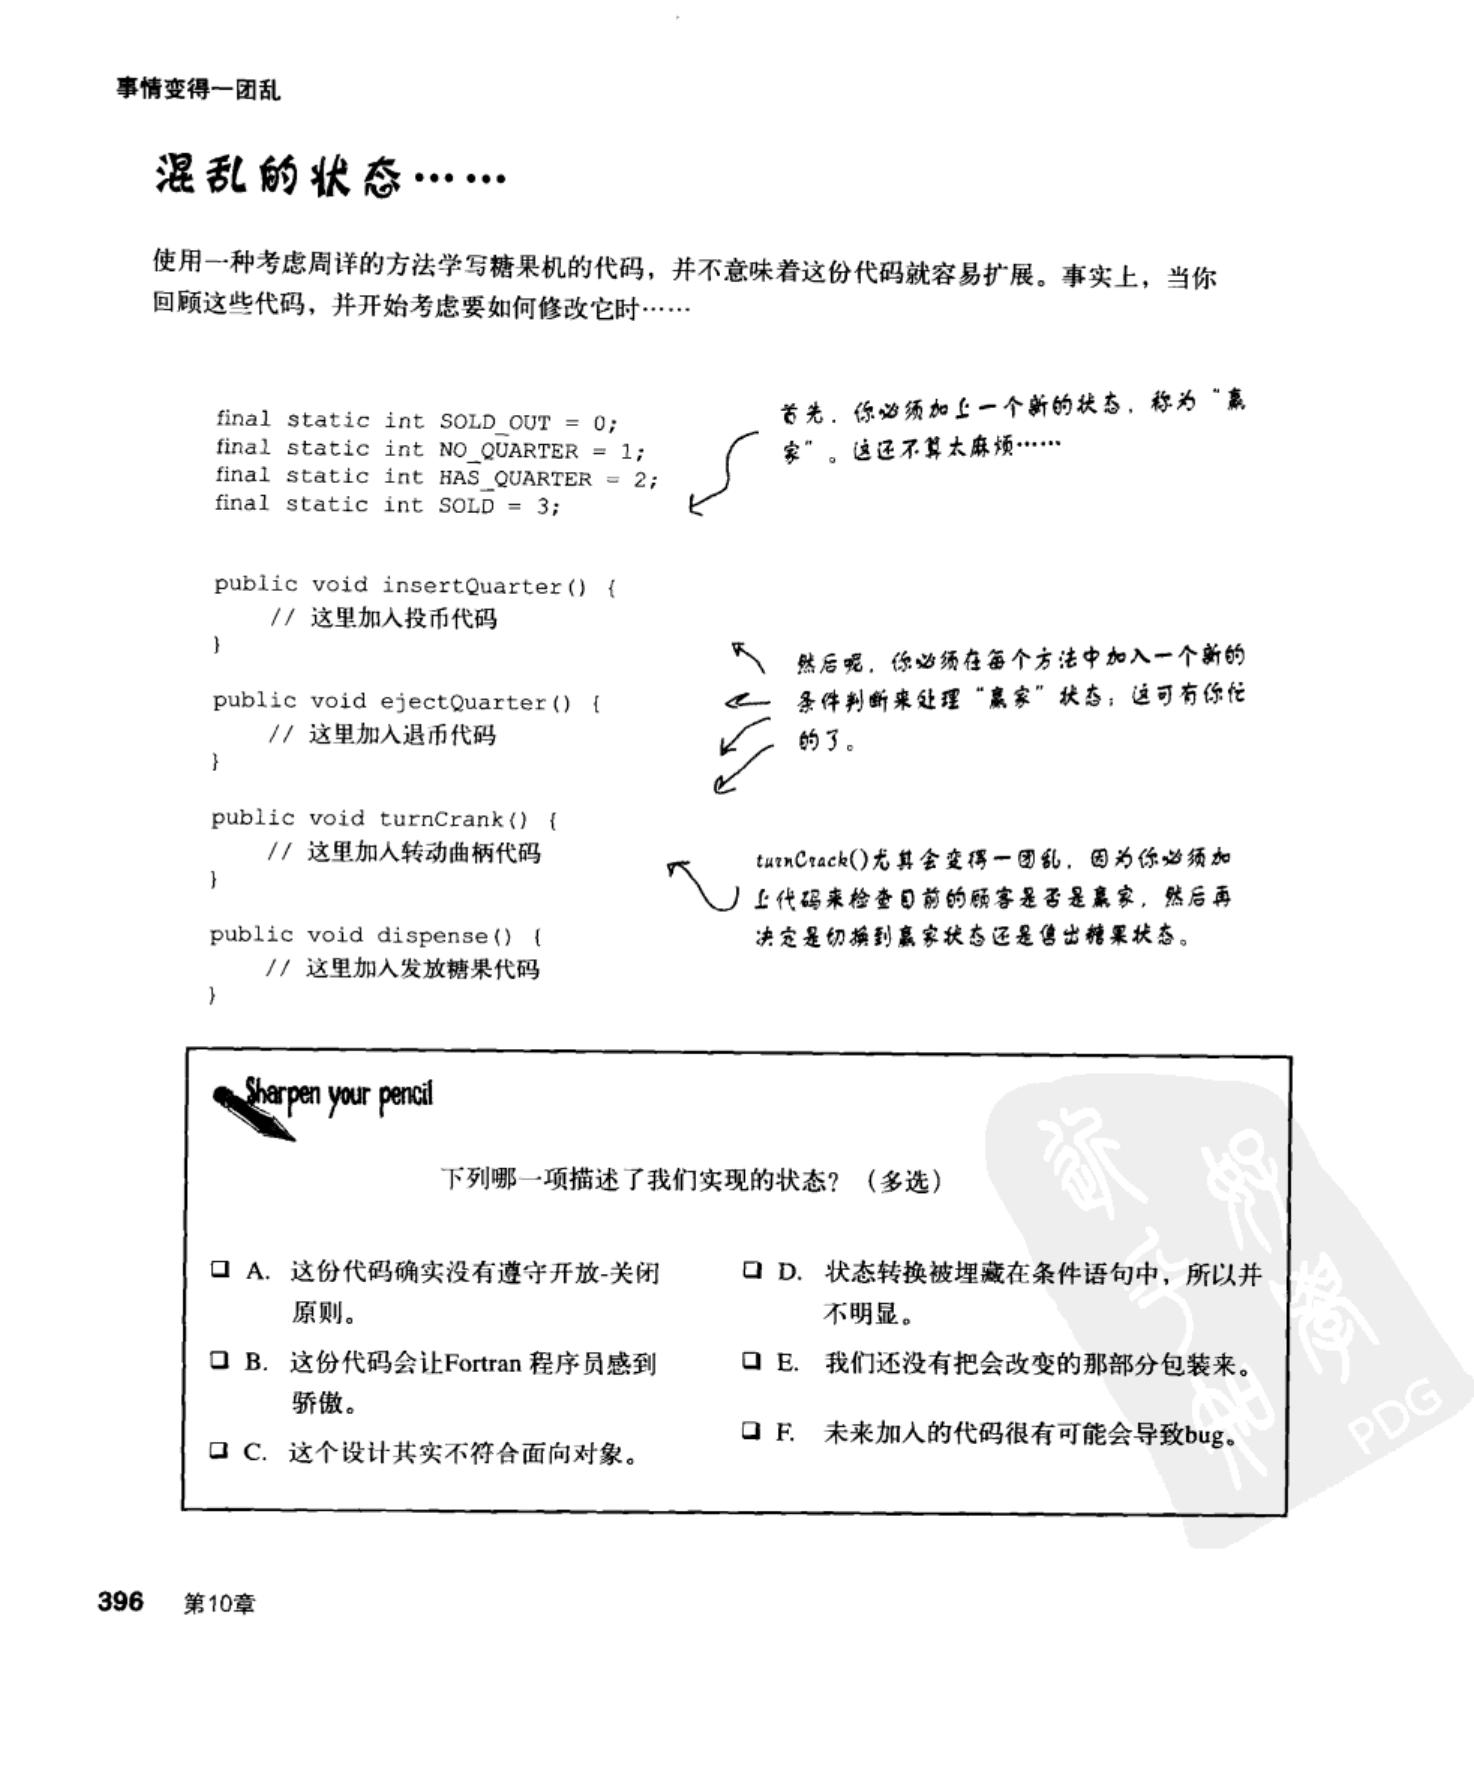 事情变得一团乱
混乱的状态……
使用一种考虑周详的方法学写糖果机的代码，并不意味着这份代码就容易扩展。事实上，当你
回顾这些代码，并开始考虑要如何修改它时……
final static int SOLD_OUT = 0;
final static int NO_QUARTER = 1;
final static int HAS_QUARTER = 2;
final static int SOLD = 3;
首先，你必须加上一个新的状态，称为“赢
家”。这还不算太麻烦……
public void insertQuarter() {
// 这里加入投币代码
}
public void ejectQuarter() {
// 这里加入退币代码
}
public void turnCrank() {
// 这里加入转动曲柄代码
}
public void dispense() {
// 这里加入发放糖果代码
}
然后呢，你必须在每个方法中加入一个新的
条件判断来处理“赢家”状态；这可有你忙
的了。
turnCrack()尤其会变得一团乱，因为你必须加
上代码来检查目前的顾客是否是赢家，然后再
决定是切换到赢家状态还是售出糖果状态。
Sharpen your pencil
下列哪一项描述了我们实现的状态？（多选）
A. 这份代码确实没有遵守开放-关闭
原则。
B. 这份代码会让Fortran 程序员感到
骄傲。
C. 这个设计其实不符合面向对象。
D. 状态转换被埋藏在条件语句中，所以并
不明显。
E. 我们还没有把会改变的那部分包装来。
F. 未来加入的代码很有可能会导致bug。
PDG
396 第10章